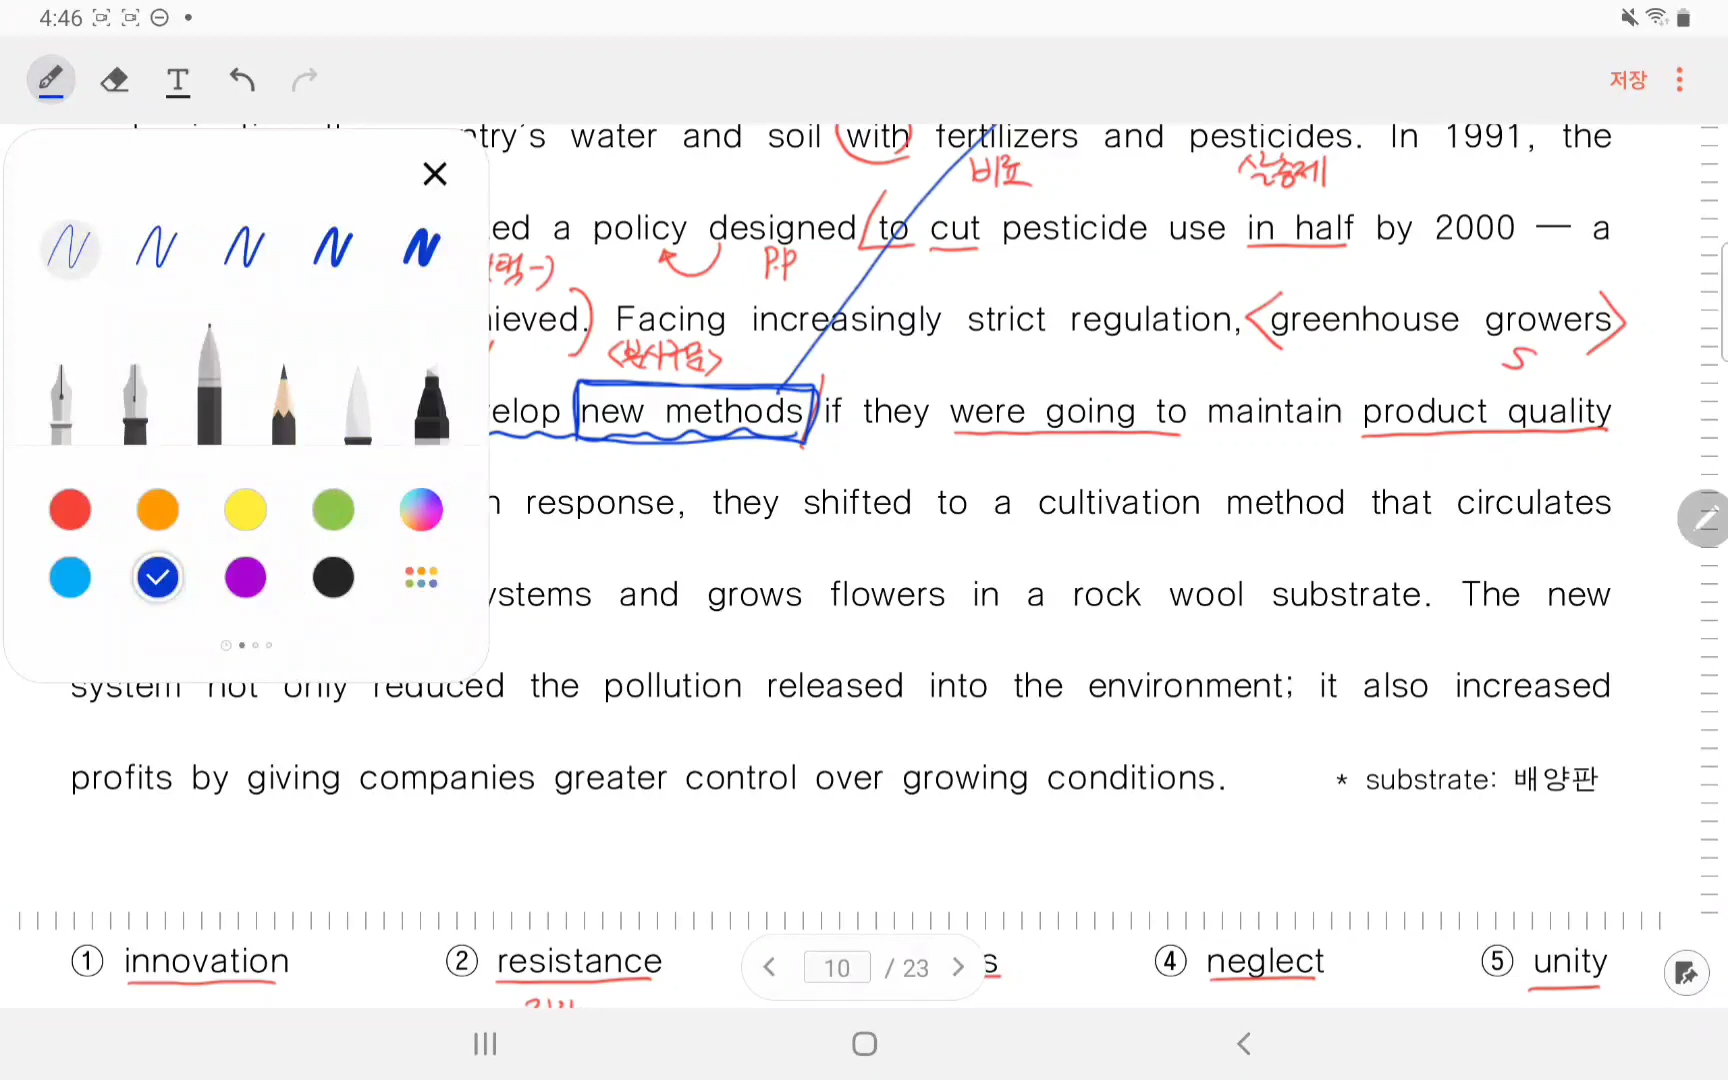 4:46
저장
ntry's water and soil with fertilizers and pesticides. In 1991, the
비료
ed a policy designed to cut pesticide use in half by 2000 — a
P.P
ieved. Facing increasingly strict regulation, greenhouse growers
<분사구문>
S
velop new methods if they were going to maintain product quality
response, they shifted to a cultivation method that circulates
ystems and grows flowers in a rock wool substrate. The new
system not only reduced the pollution released into the environment; it also increased
profits by giving companies greater control over growing conditions. * substrate: 배양판
① innovation ② resistance s ④ neglect ⑤ unity
10 / 23